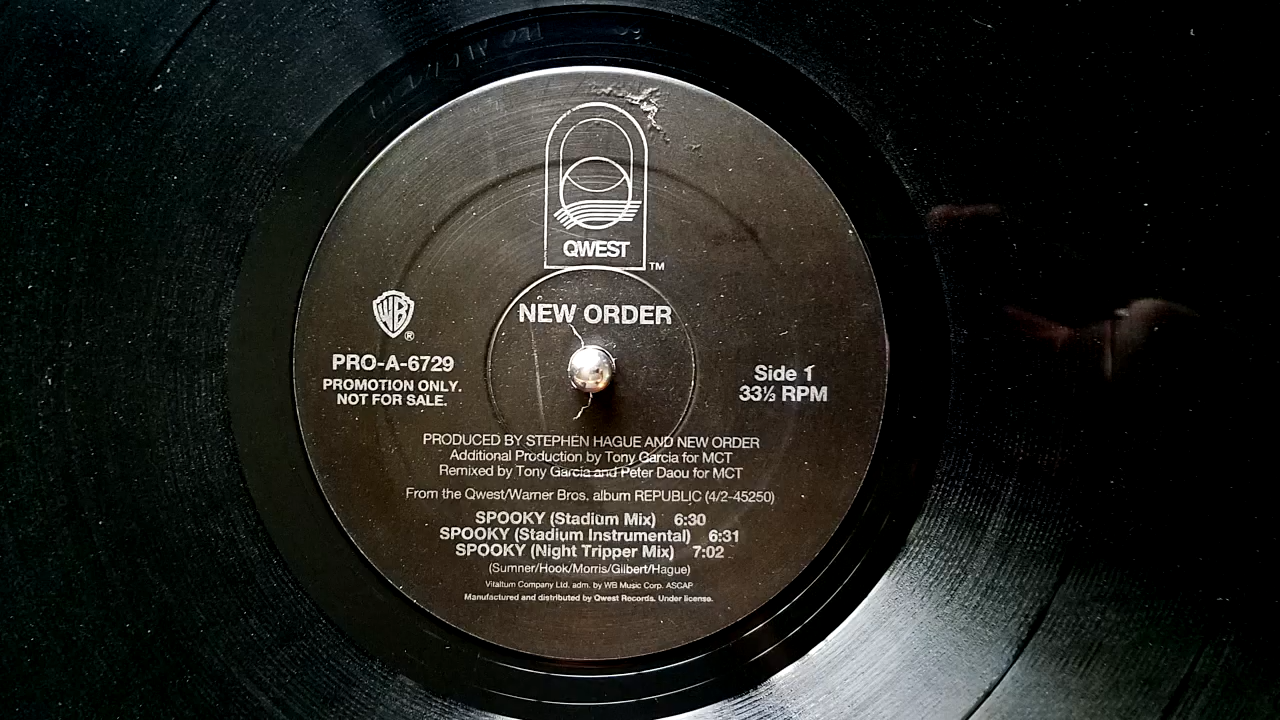 QWEST
TM
NEW ORDER
WB
®
PRO-A-6729
PROMOTION ONLY.
NOT FOR SALE.
Side 1
33⅓ RPM
PRODUCED BY STEPHEN HAGUE AND NEW ORDER
Additional Production by Tony Garcia for MCT
Remixed by Tony Garcia and Peter Daou for MCT
From the Qwest/Warner Bros. album REPUBLIC (4/2-45250)
SPOOKY (Stadium Mix) 6:30
SPOOKY (Stadium Instrumental) 6:31
SPOOKY (Night Tripper Mix) 7:02
(Sumner/Hook/Morris/Gilbert/Hague)
Vitaltum Company Ltd. adm. by WB Music Corp. ASCAP
Manufactured and distributed by Qwest Records. Under license.